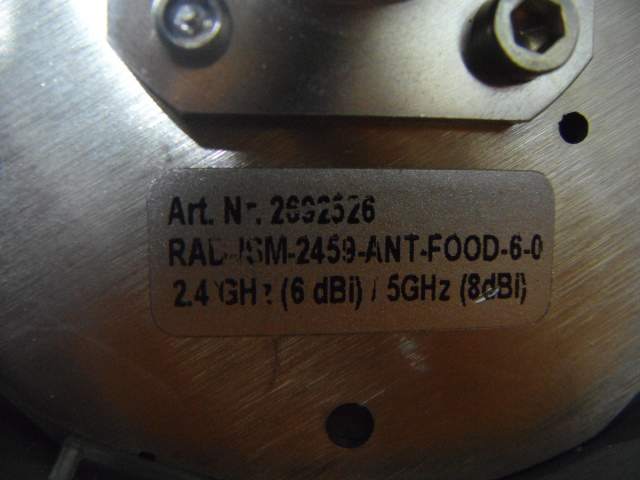 Art. Nr. 2692526
RAD-ISM-2459-ANT-FOOD-6-0
2.4 GHz (6 dBi) / 5GHz (8dBi)